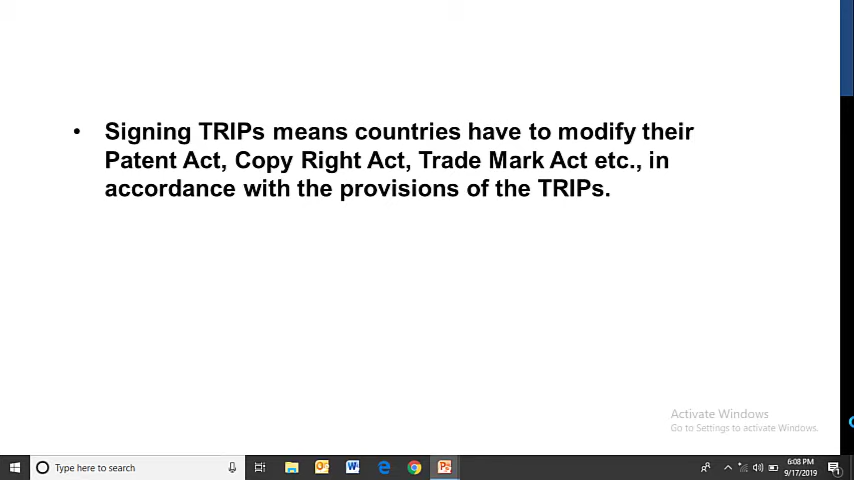 • Signing TRIPs means countries have to modify their
Patent Act, Copy Right Act, Trade Mark Act etc., in
accordance with the provisions of the TRIPs.
Activate Windows
Go to Settings to activate Windows.
Type here to search
6:08 PM
9/17/2019